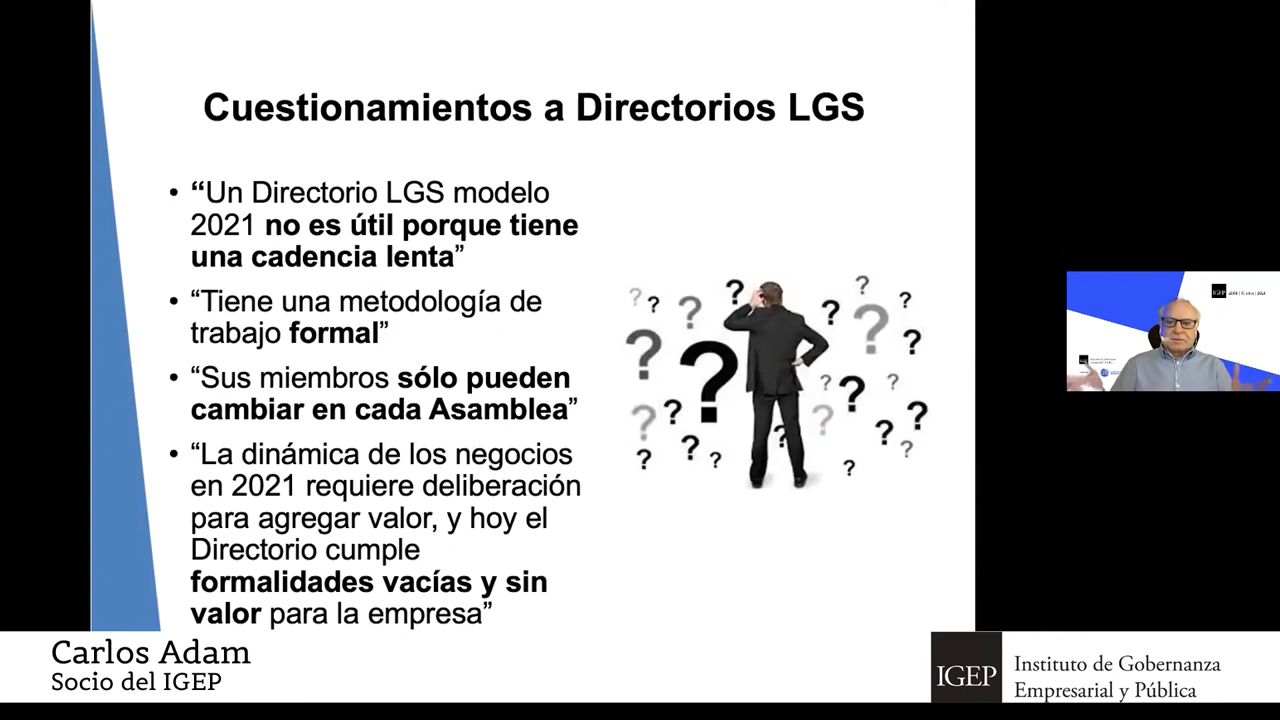 Cuestionamientos a Directorios LGS
• “Un Directorio LGS modelo
2021 no es útil porque tiene
una cadencia lenta”
• “Tiene una metodología de
trabajo formal”
• “Sus miembros sólo pueden
cambiar en cada Asamblea”
• “La dinámica de los negocios
en 2021 requiere deliberación
para agregar valor, y hoy el
Directorio cumple
formalidades vacías y sin
valor para la empresa”
Carlos Adam
Socio del IGEP
IGEP
Instituto de Gobernanza
Empresarial y Pública